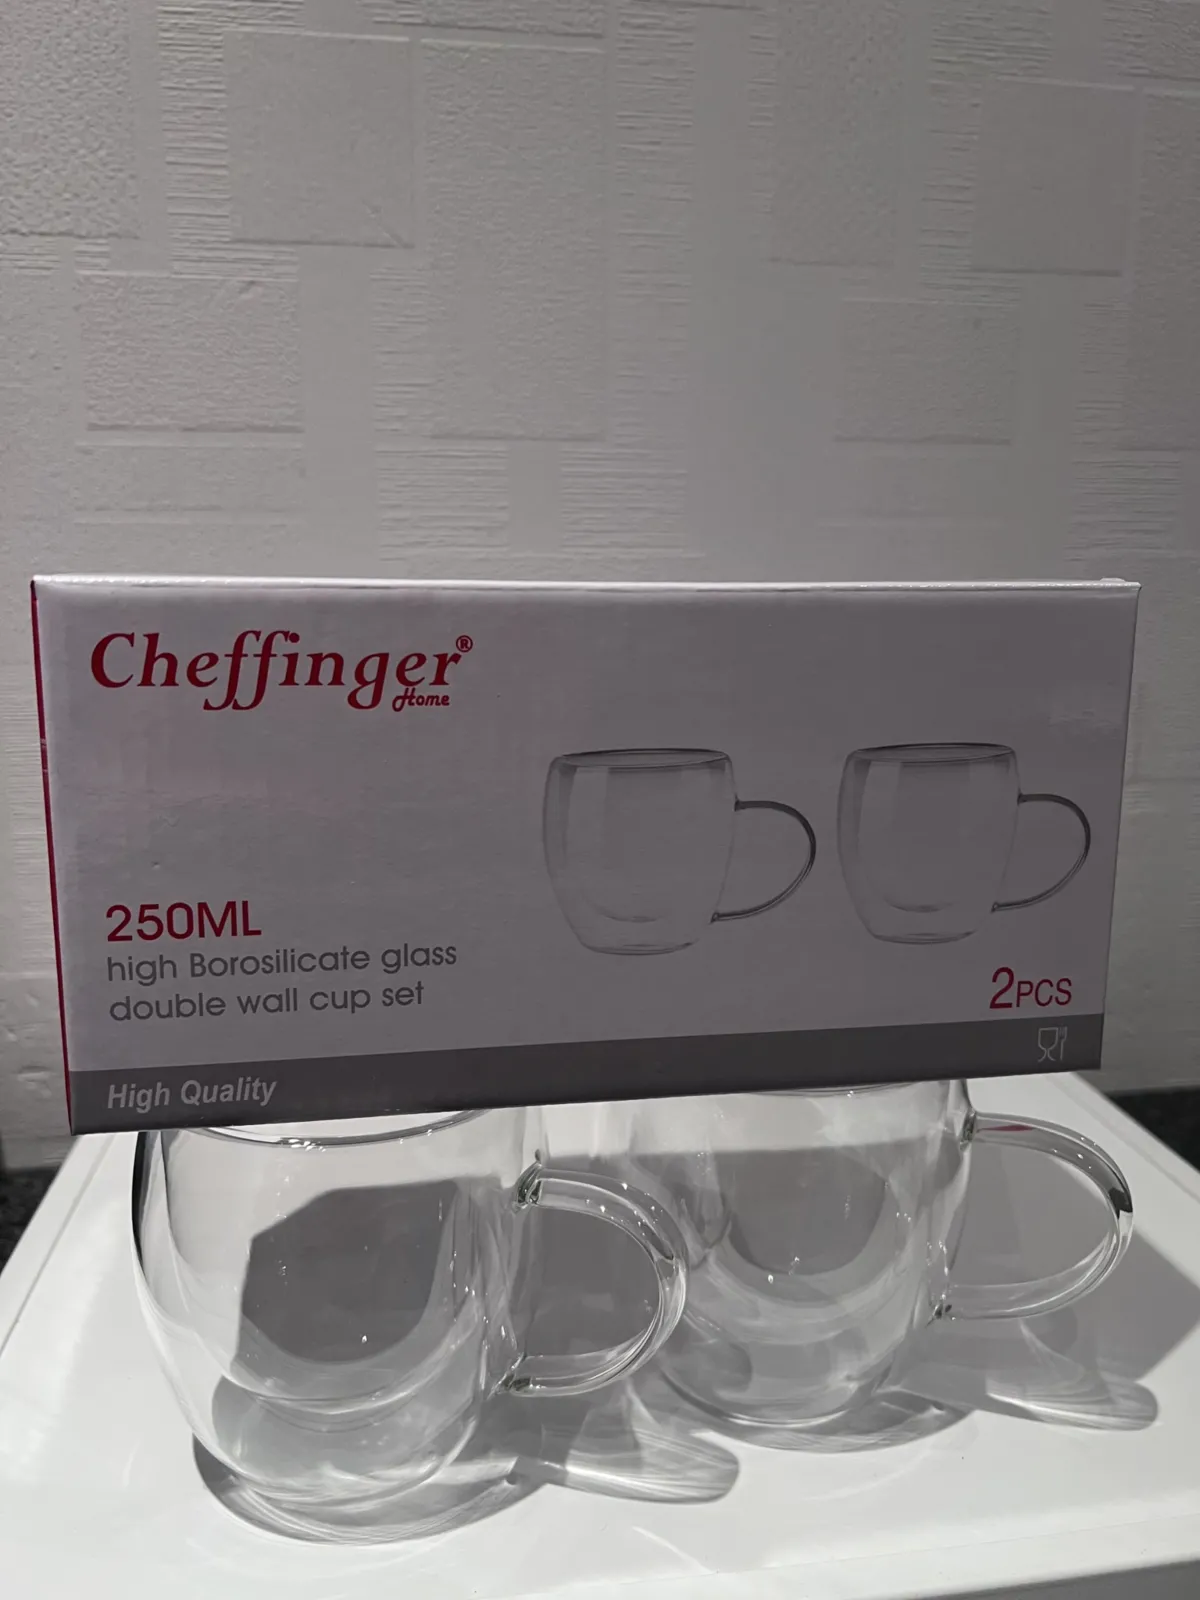 Cheffinger®
Home
250ML
high Borosilicate glass
double wall cup set
2PCS
High Quality